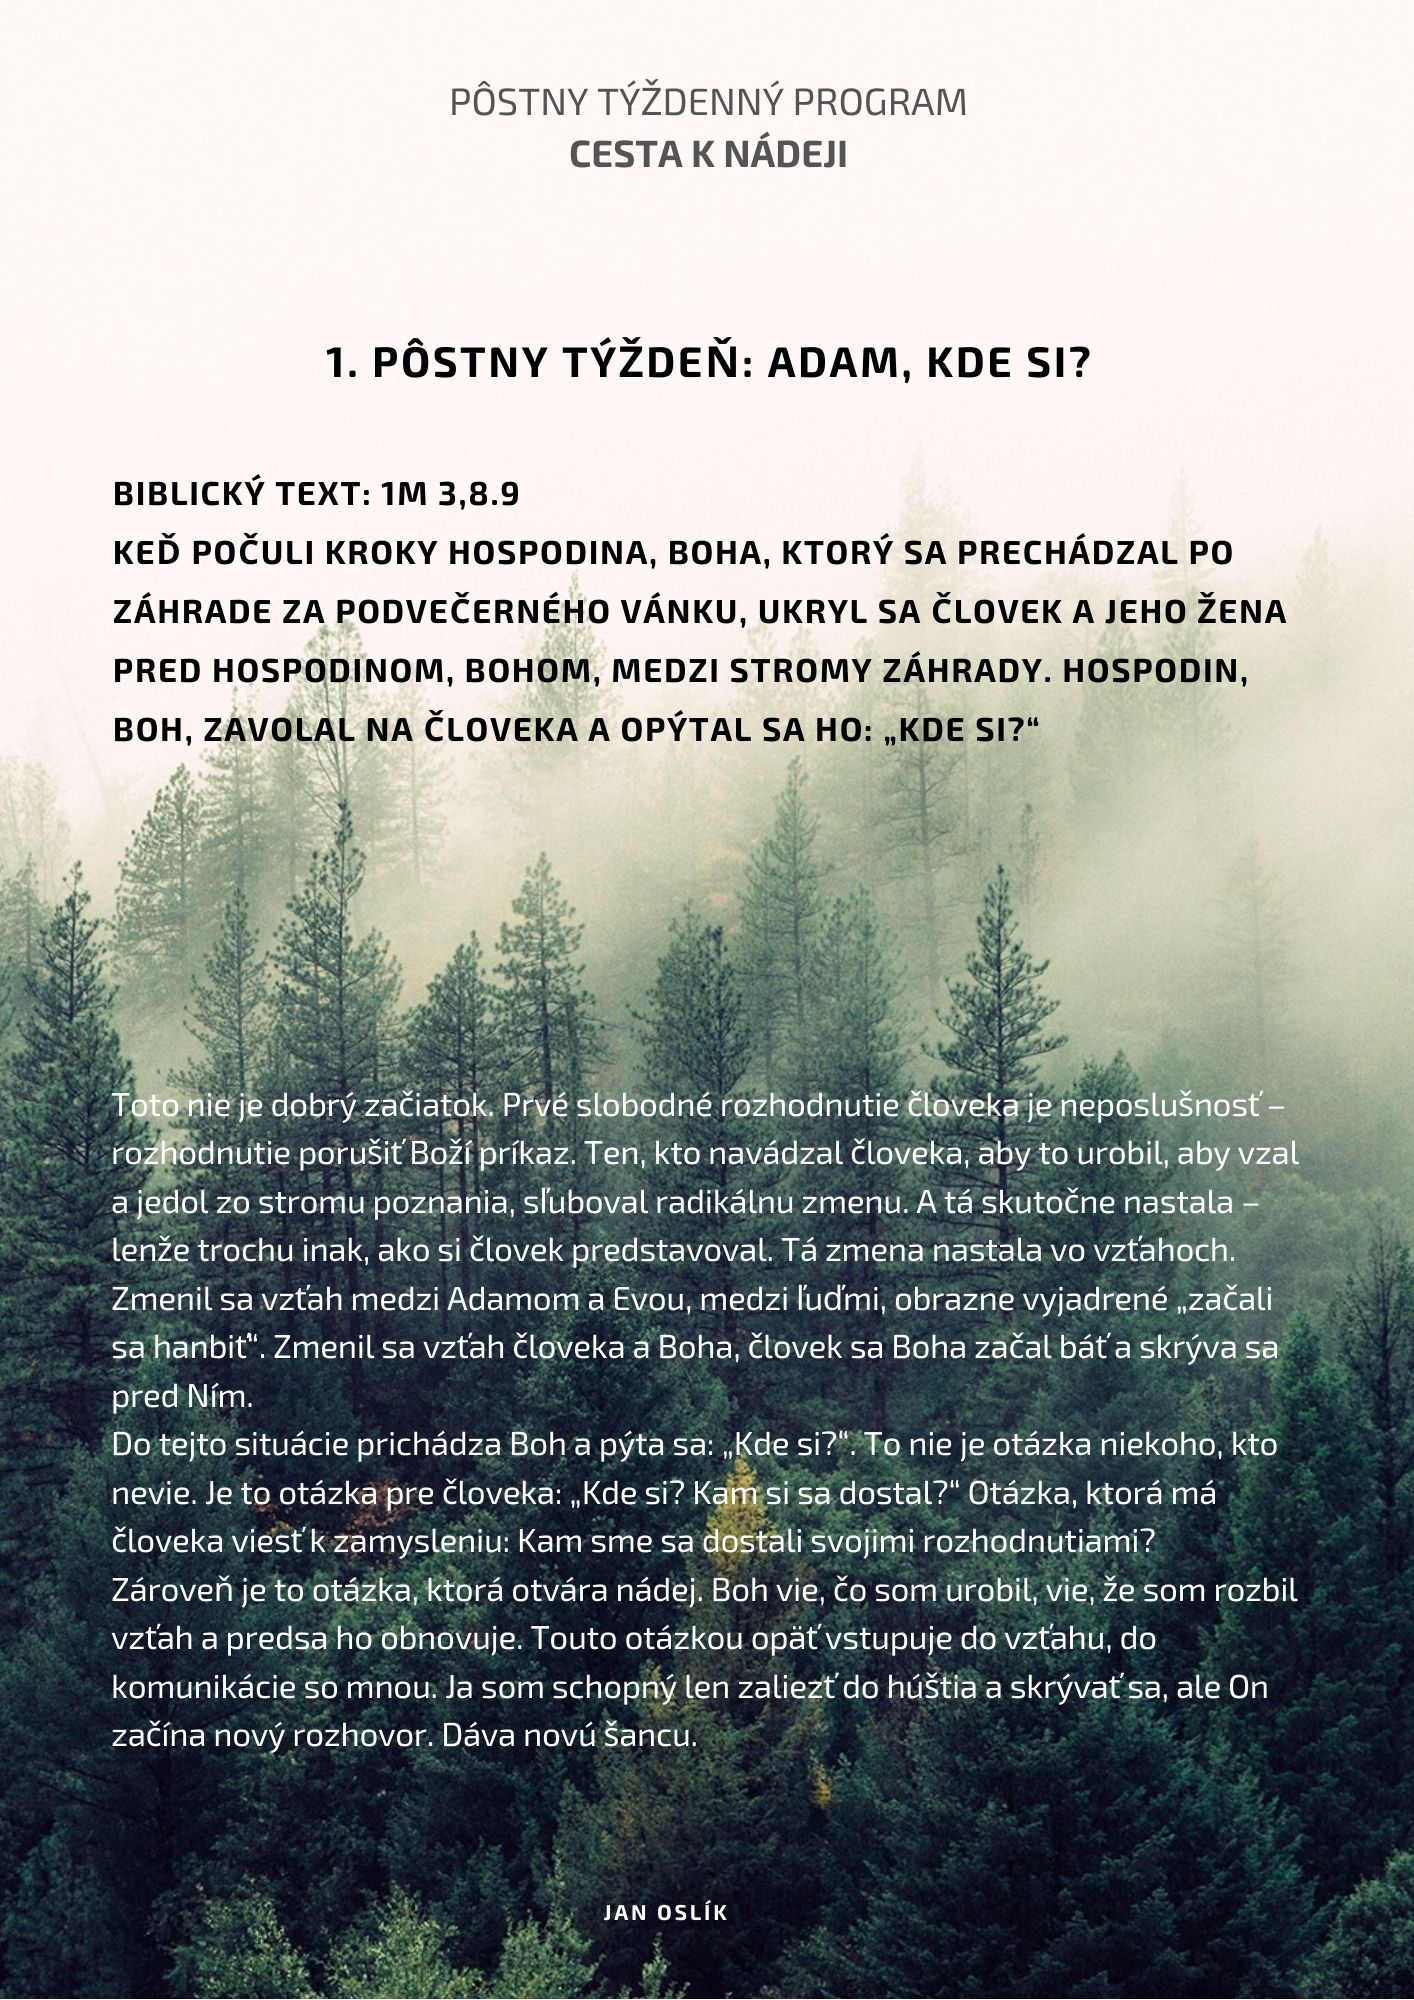 PÔSTNY TÝŽDENNÝ PROGRAM
CESTA K NÁDEJI
1. PÔSTNY TÝŽDEŇ: ADAM, KDE SI?
BIBLICKÝ TEXT: 1M 3,8.9
KEĎ POČULI KROKY HOSPODINA, BOHA, KTORÝ SA PRECHÁDZAL PO
ZÁHRADE ZA PODVEČERNÉHO VÁNKU, UKRYL SA ČLOVEK A JEHO ŽENA
PRED HOSPODINOM, BOHOM, MEDZI STROMY ZÁHRADY. HOSPODIN,
BOH, ZAVOLAL NA ČLOVEKA A OPÝTAL SA HO: „KDE SI?“
Toto nie je dobrý začiatok. Prvé slobodné rozhodnutie človeka je neposlušnosť –
rozhodnutie porušiť Boží príkaz. Ten, kto navádzal človeka, aby to urobil, aby vzal
a jedol zo stromu poznania, sľuboval radikálnu zmenu. A tá skutočne nastala –
lenže trochu inak, ako si človek predstavoval. Tá zmena nastala vo vzťahoch.
Zmenil sa vzťah medzi Adamom a Evou, medzi ľuďmi, obrazne vyjadrené „začali
sa hanbiť“. Zmenil sa vzťah človeka a Boha, človek sa Boha začal báť a skrýva sa
pred Ním.
Do tejto situácie prichádza Boh a pýta sa: „Kde si?“. To nie je otázka niekoho, kto
nevie. Je to otázka pre človeka: „Kde si? Kam si sa dostal?“ Otázka, ktorá má
človeka viesť k zamysleniu: Kam sme sa dostali svojimi rozhodnutiami?
Zároveň je to otázka, ktorá otvára nádej. Boh vie, čo som urobil, vie, že som rozbil
vzťah a predsa ho obnovuje. Touto otázkou opäť vstupuje do vzťahu, do
komunikácie so mnou. Ja som schopný len zaliezť do húštia a skrývať sa, ale On
začína nový rozhovor. Dáva novú šancu.
JAN OSLÍK